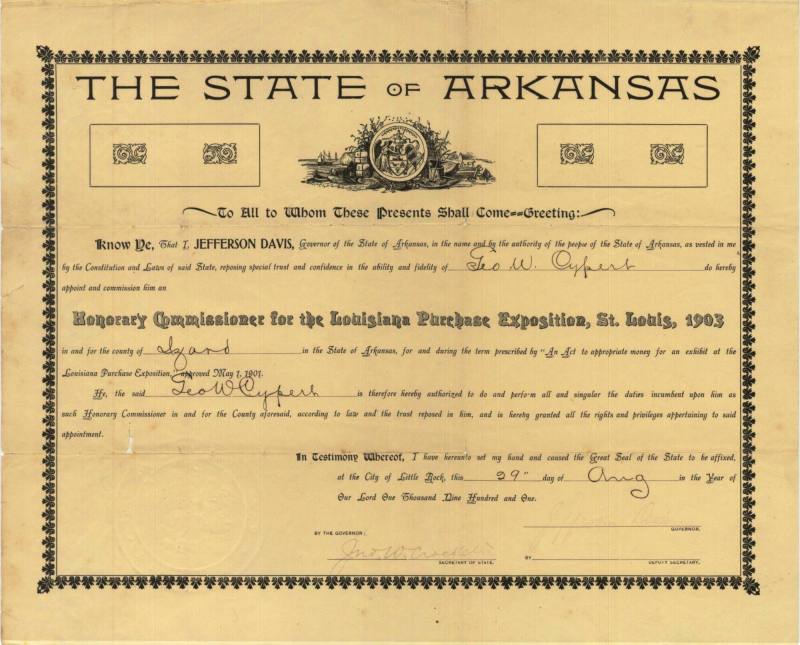 THE STATE OF ARKANSAS
To All to Whom These Presents Shall Come==Greeting:
Know Ye, That I, JEFFERSON DAVIS, Governor of the State of Arkansas, in the name and by the authority of the people of the State of Arkansas, as vested in me
by the Constitution and Laws of said State, reposing special trust and confidence in the ability and fidelity of Geo W. Cypert do hereby
appoint and commission him an
Honorary Commissioner for the Louisiana Purchase Exposition, St. Louis, 1903
in and for the county of Izard in the State of Arkansas, for and during the term prescribed by "An Act to appropriate money for an exhibit at the
Louisiana Purchase Exposition," approved May 1, 1901.
He, the said Geo W Cypert is therefore hereby authorized to do and perform all and singular the duties incumbent upon him as
such Honorary Commissioner in and for the County aforesaid, according to law and the trust reposed in him, and is hereby granted all the rights and privileges appertaining to said
appointment.
In Testimony Whereof, I have hereunto set my hand and caused the Great Seal of the State to be affixed,
at the City of Little Rock, this 29" day of Aug in the Year of
Our Lord One Thousand Nine Hundred and One.
GOVERNOR.
BY THE GOVERNOR:
Jno. W. Crockett
SECRETARY OF STATE.
BY
DEPUTY SECRETARY.